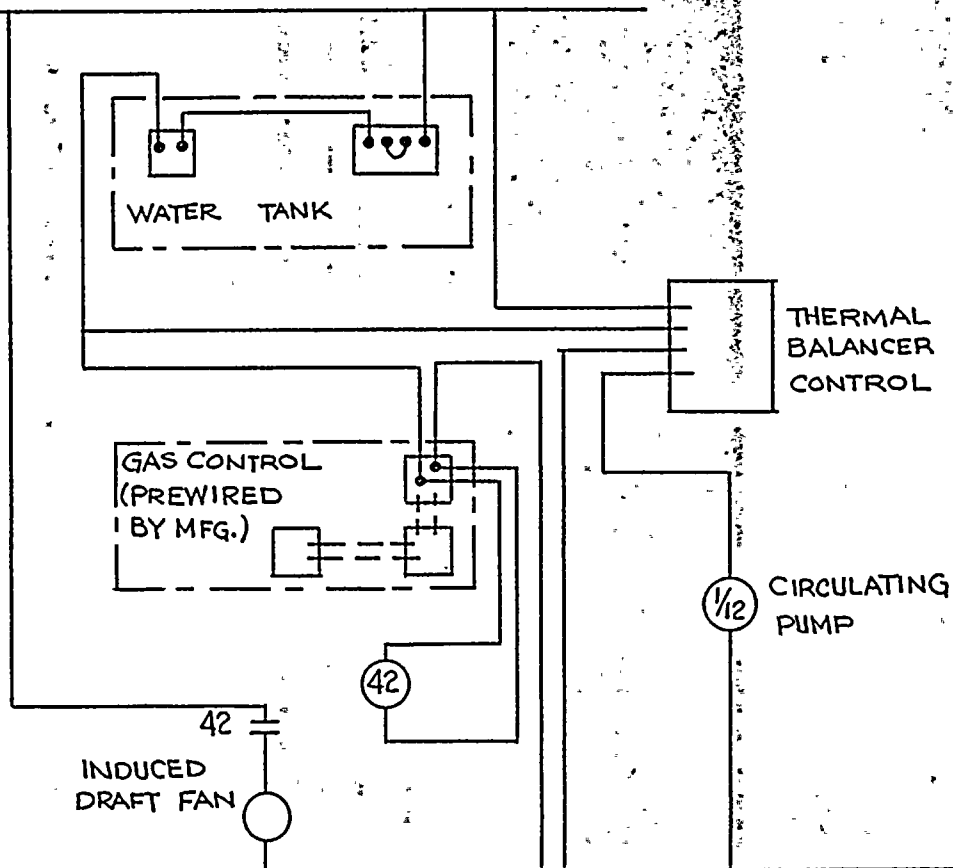 WATER TANK
THERMAL
BALANCER
CONTROL
GAS CONTROL
(PREWIRED
BY MFG.)
1/12
CIRCULATING
PUMP
42
42
INDUCED
DRAFT FAN